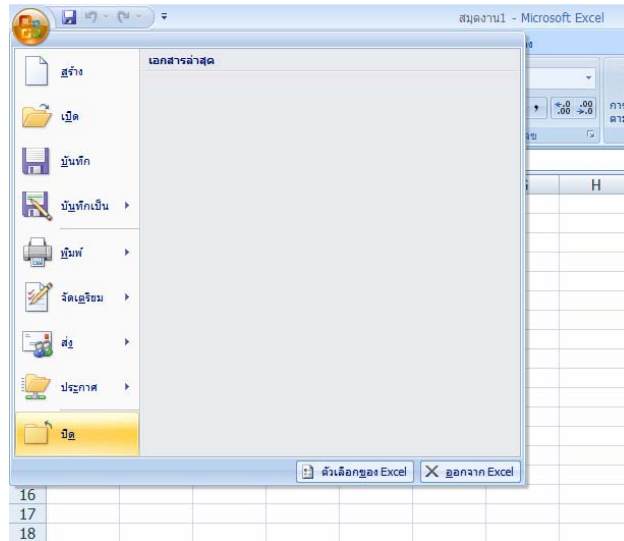 สมุดงาน1 - Microsoft Excel
เอกสารล่าสุด
สร้าง
เปิด
บันทึก
บันทึกเป็น
พิมพ์
จัดเตรียม
ส่ง
ประกาศ
ปิด
ตัวเลือกของ Excel
ออกจาก Excel
H
16
17
18